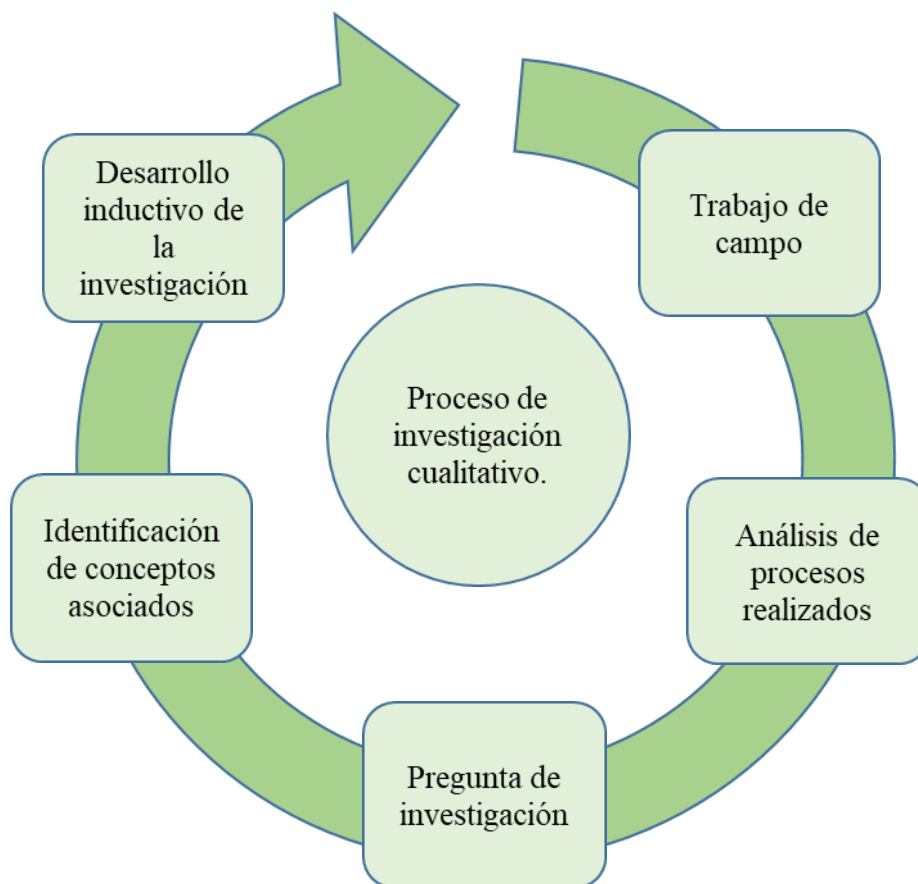 Desarrollo
inductivo de
la
investigación
Trabajo de
campo
Proceso de
investigación
cualitativo.
Identificación
de conceptos
asociados
Análisis de
procesos
realizados
Pregunta de
investigación